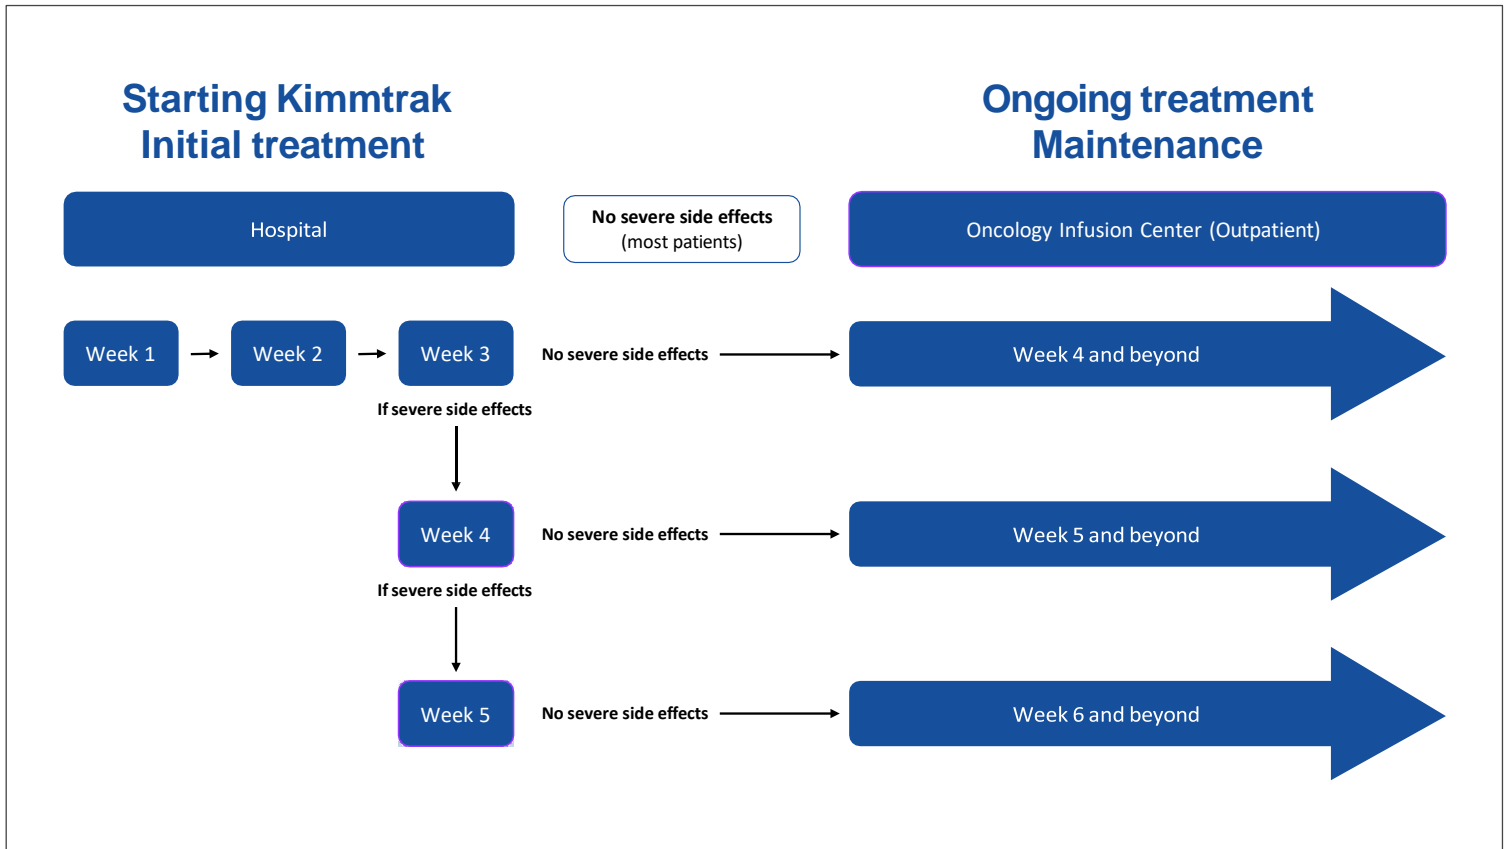 Starting Kimmtrak
Initial treatment
Ongoing treatment
Maintenance
Hospital
No severe side effects
(most patients)
Oncology Infusion Center (Outpatient)
Week 1
Week 2
Week 3
No severe side effects
Week 4 and beyond
If severe side effects
Week 4
No severe side effects
Week 5 and beyond
If severe side effects
Week 5
No severe side effects
Week 6 and beyond